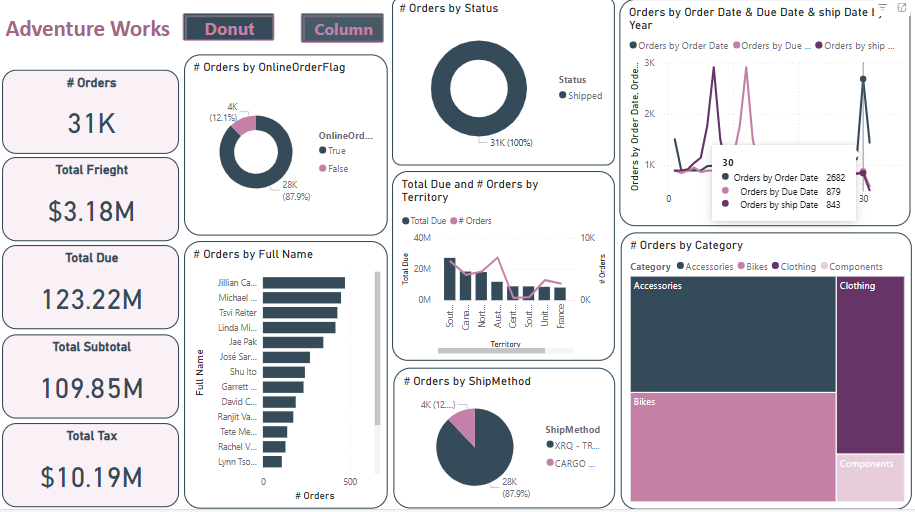 Adventure Works
Donut
Column
# Orders
31K
Total Frieght
$3.18M
Total Due
123.22M
Total Subtotal
109.85M
Total Tax
$10.19M
# Orders by OnlineOrderFlag
4K
(12.1%)
28K
(87.9%)
OnlineOrd...
True
False
# Orders by Full Name
Full Name
Jillian Ca...
Michael ...
Tsvi Reiter
Linda Mi...
Jae Pak
José Sar...
Shu Ito
Garrett ...
David C...
Ranjit Va...
Tete Me...
Rachel V...
Lynn Tso...
0
500
# Orders
# Orders by Status
31K (100%)
Status
Shipped
Total Due and # Orders by
Territory
Total Due
# Orders
Total Due
40M
20M
0M
10K
0K
# Orders
Sout...
Cana...
Nort...
Aust...
Cent...
Sout...
Unit...
France
Territory
# Orders by ShipMethod
4K (12....)
28K
(87.9%)
ShipMethod
XRQ - TR...
CARGO ...
Orders by Order Date & Due Date & ship Date
Year
Orders by Order Date
Orders by Due ...
Orders by ship ...
Orders by Order Date, Orde...
3K
2K
1K
0
30
30
Orders by Order Date 2682
Orders by Due Date 879
Orders by ship Date 843
# Orders by Category
Category
Accessories
Bikes
Clothing
Components
Accessories
Clothing
Bikes
Components